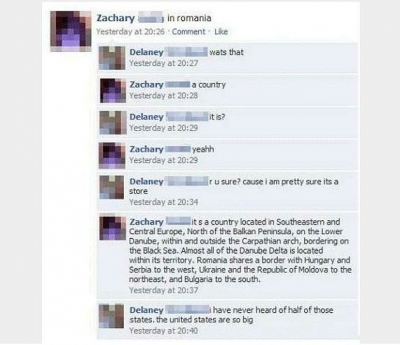 Zachary in romania
Yesterday at 20:26 · Comment · Like
Delaney wats that
Yesterday at 20:27
Zachary a country
Yesterday at 20:28
Delaney it is?
Yesterday at 20:29
Zachary yeahh
Yesterday at 20:29
Delaney r u sure? cause i am pretty sure its a
store
Yesterday at 20:34
Zachary it s a country located in Southeastern and
Central Europe, North of the Balkan Peninsula, on the Lower
Danube, within and outside the Carpathian arch, bordering on
the Black Sea. Almost all of the Danube Delta is located
within its territory. Romania shares a border with Hungary and
Serbia to the west, Ukraine and the Republic of Moldova to the
northeast, and Bulgaria to the south.
Yesterday at 20:37
Delaney i have never heard of half of those
states.the united states are so big
Yesterday at 20:40